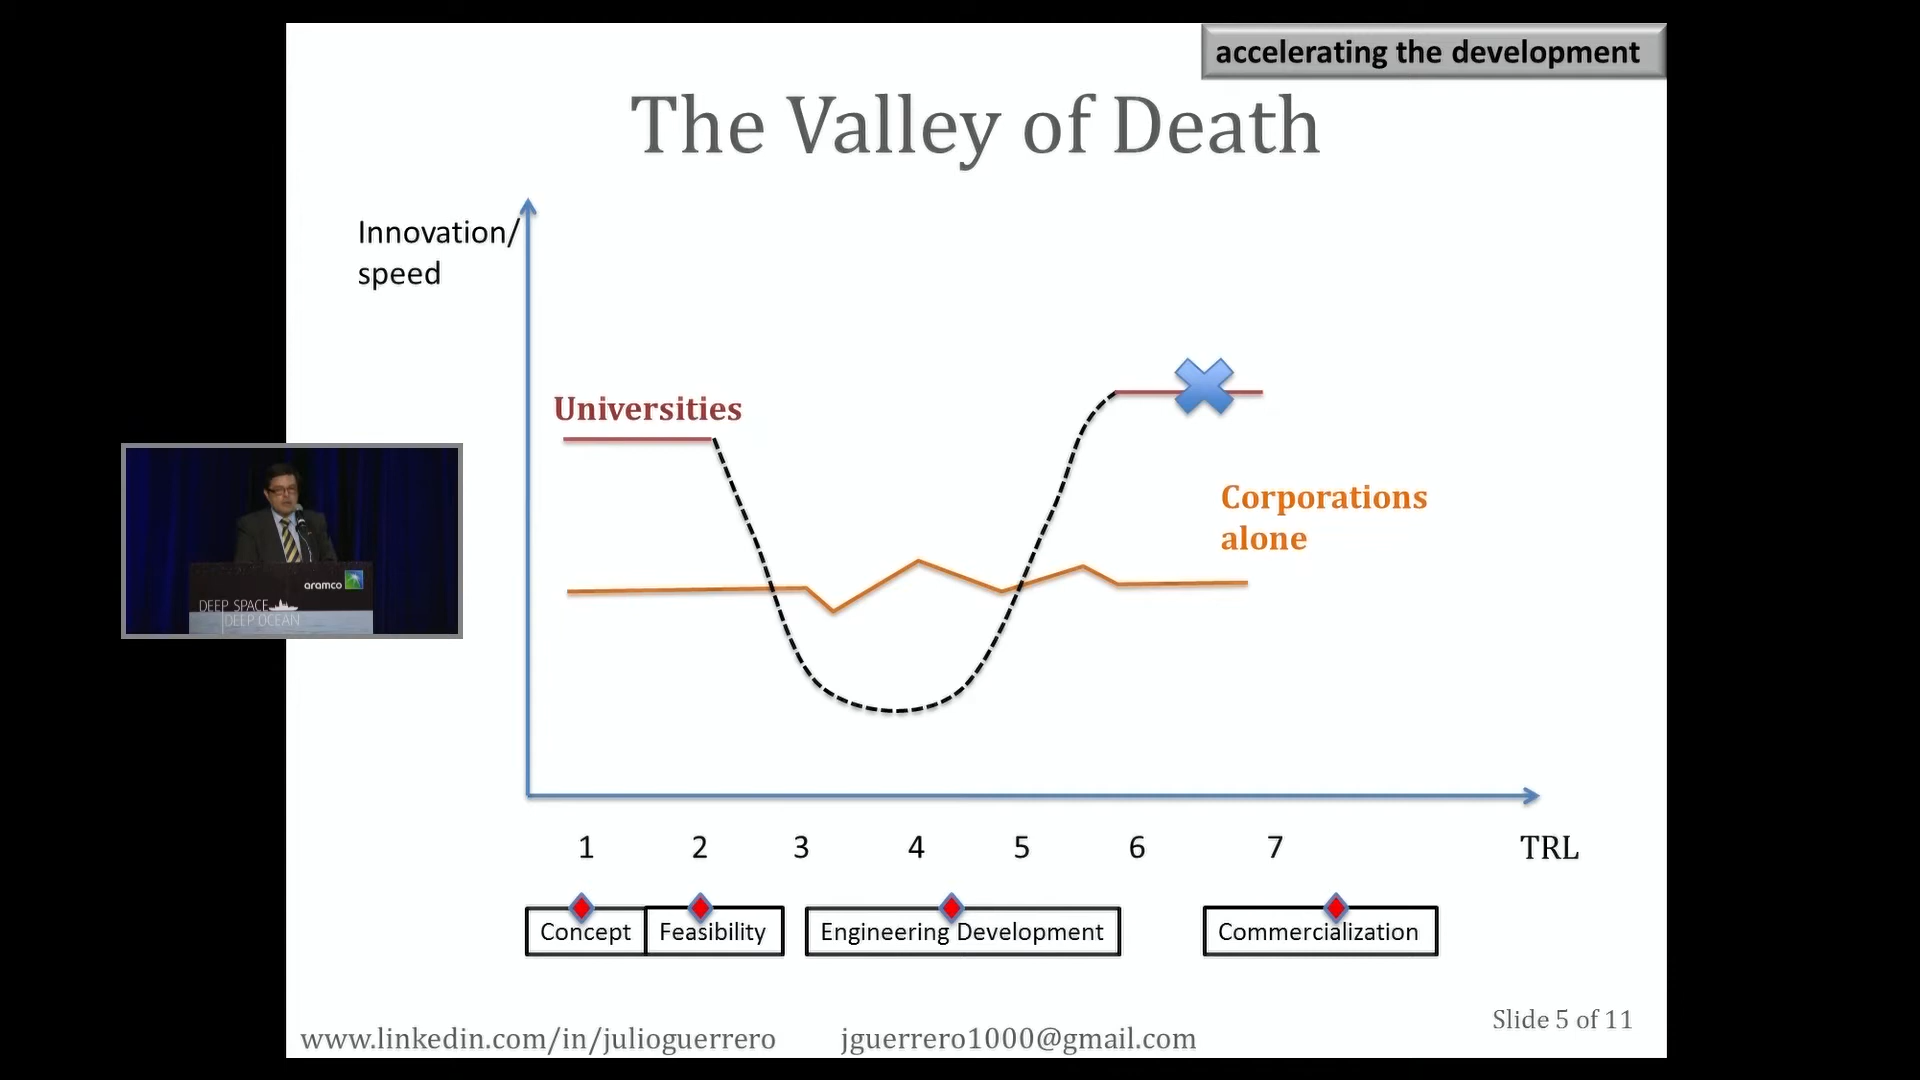 accelerating the development
The Valley of Death
Innovation/
speed
Universities
Corporations
alone
aramco
DEEP SPACE
DEEP OCEAN
1 2 3 4 5 6 7 TRL
Concept Feasibility Engineering Development Commercialization
Slide 5 of 11
www.linkedin.com/in/julioguerrero jguerrero1000@gmail.com